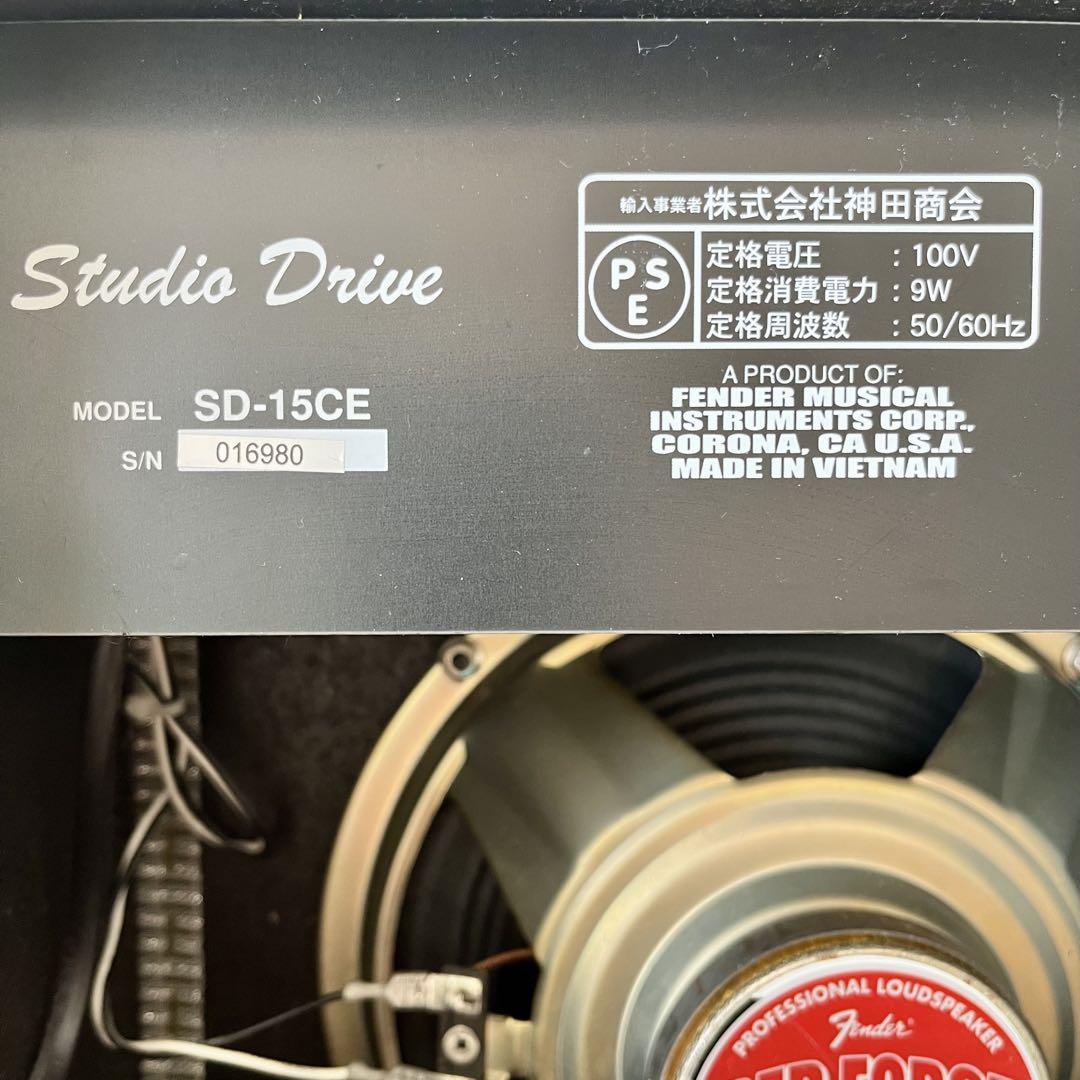 輸入事業者 株式会社神田商会
PSE
定格電圧 : 100V
定格消費電力 : 9W
定格周波数 : 50/60Hz
Studio Drive
MODEL SD-15CE
S/N 016980
A PRODUCT OF:
FENDER MUSICAL
INSTRUMENTS CORP.,
CORONA, CA U.S.A.
MADE IN VIETNAM
PROFESSIONAL LOUDSPEAKER
Fender